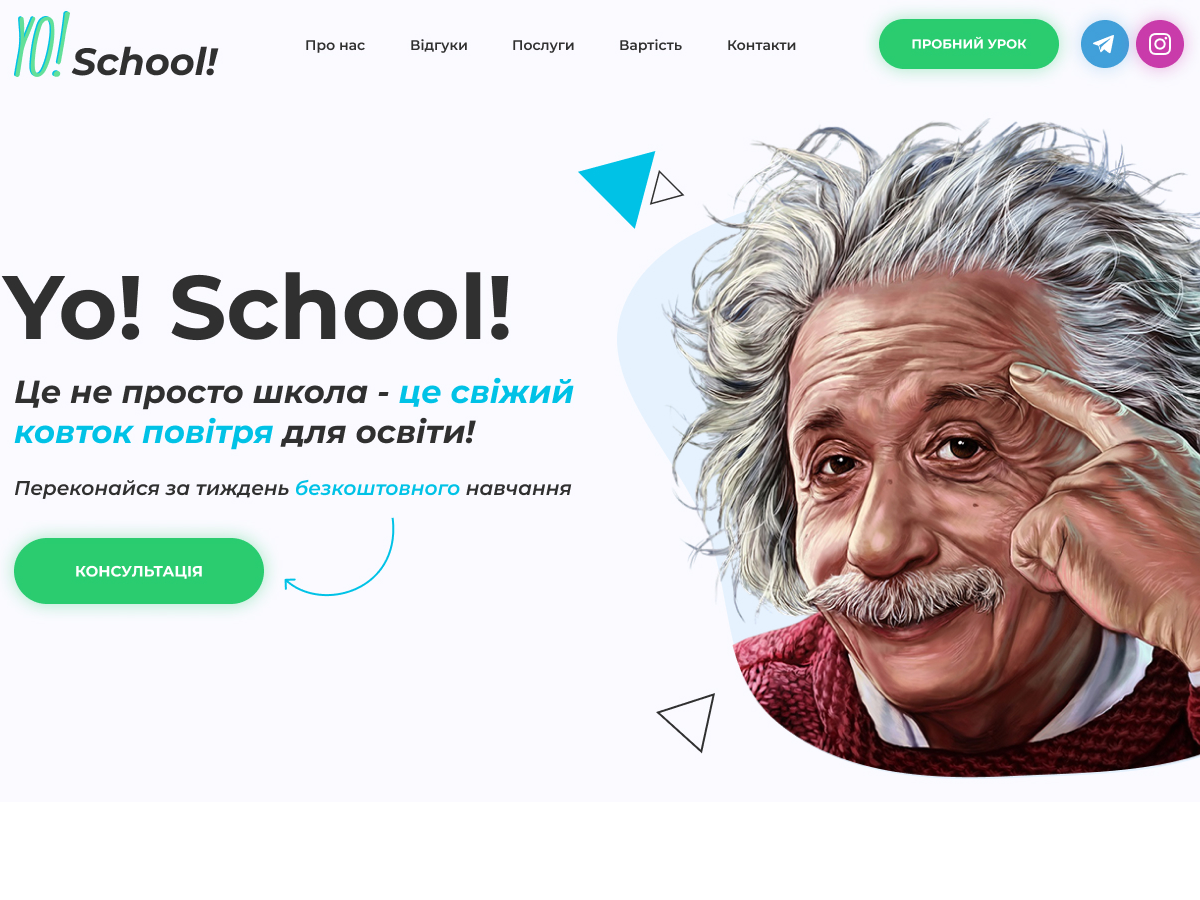 YO! School!
Про нас
Відгуки
Послуги
Вартість
Контакти
ПРОБНИЙ УРОК
Yo! School!
Це не просто школа - це свіжий
ковток повітря для освіти!
Переконайся за тиждень безкоштовного навчання
КОНСУЛЬТАЦІЯ